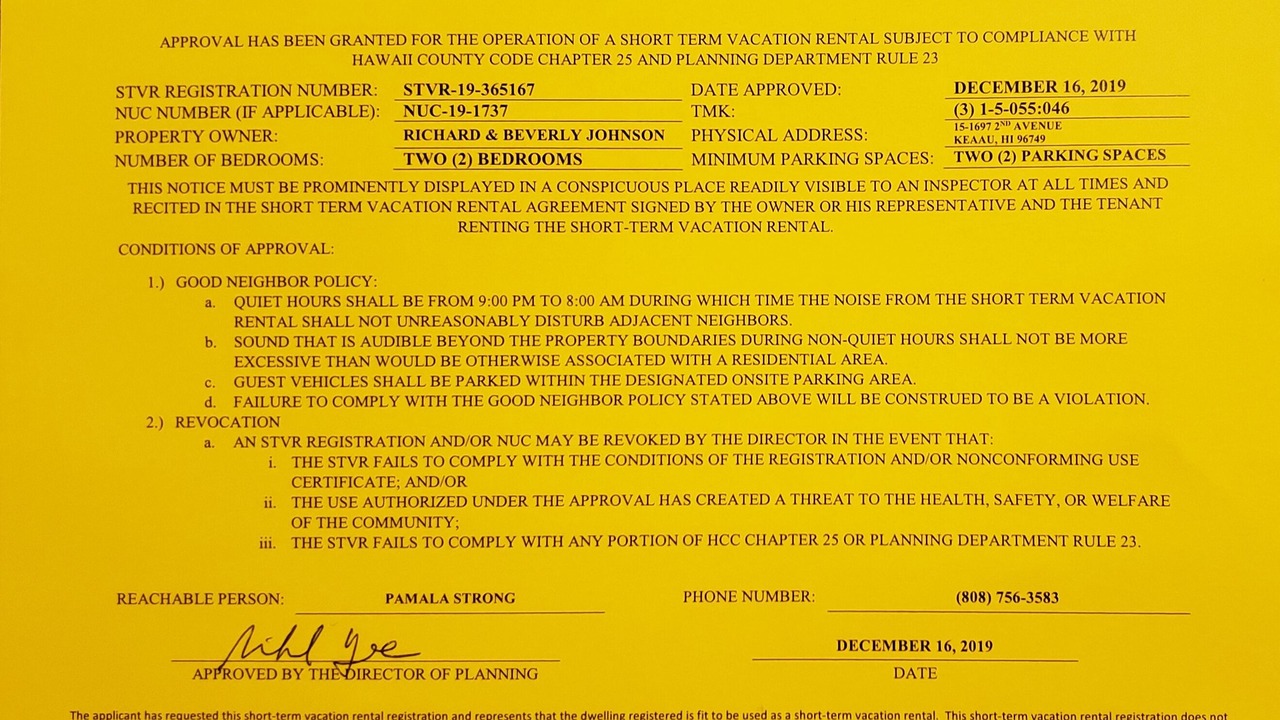 APPROVAL HAS BEEN GRANTED FOR THE OPERATION OF A SHORT TERM VACATION RENTAL SUBJECT TO COMPLIANCE WITH
HAWAII COUNTY CODE CHAPTER 25 AND PLANNING DEPARTMENT RULE 23
STVR REGISTRATION NUMBER: STVR-19-365167 DATE APPROVED: DECEMBER 16, 2019
NUC NUMBER (IF APPLICABLE): NUC-19-1737 TMK: (3) 1-5-055:046
PROPERTY OWNER: RICHARD & BEVERLY JOHNSON PHYSICAL ADDRESS: 15-1697 2ND AVENUE
KEAAU, HI 96749
NUMBER OF BEDROOMS: TWO (2) BEDROOMS MINIMUM PARKING SPACES: TWO (2) PARKING SPACES
THIS NOTICE MUST BE PROMINENTLY DISPLAYED IN A CONSPICUOUS PLACE READILY VISIBLE TO AN INSPECTOR AT ALL TIMES AND
RECITED IN THE SHORT TERM VACATION RENTAL AGREEMENT SIGNED BY THE OWNER OR HIS REPRESENTATIVE AND THE TENANT
RENTING THE SHORT-TERM VACATION RENTAL.
CONDITIONS OF APPROVAL:
1.) GOOD NEIGHBOR POLICY:
a. QUIET HOURS SHALL BE FROM 9:00 PM TO 8:00 AM DURING WHICH TIME THE NOISE FROM THE SHORT TERM VACATION
RENTAL SHALL NOT UNREASONABLY DISTURB ADJACENT NEIGHBORS.
b. SOUND THAT IS AUDIBLE BEYOND THE PROPERTY BOUNDARIES DURING NON-QUIET HOURS SHALL NOT BE MORE
EXCESSIVE THAN WOULD BE OTHERWISE ASSOCIATED WITH A RESIDENTIAL AREA.
c. GUEST VEHICLES SHALL BE PARKED WITHIN THE DESIGNATED ONSITE PARKING AREA.
d. FAILURE TO COMPLY WITH THE GOOD NEIGHBOR POLICY STATED ABOVE WILL BE CONSTRUED TO BE A VIOLATION.
2.) REVOCATION
a. AN STVR REGISTRATION AND/OR NUC MAY BE REVOKED BY THE DIRECTOR IN THE EVENT THAT:
i. THE STVR FAILS TO COMPLY WITH THE CONDITIONS OF THE REGISTRATION AND/OR NONCONFORMING USE
CERTIFICATE; AND/OR
ii. THE USE AUTHORIZED UNDER THE APPROVAL HAS CREATED A THREAT TO THE HEALTH, SAFETY, OR WELFARE
OF THE COMMUNITY;
iii. THE STVR FAILS TO COMPLY WITH ANY PORTION OF HCC CHAPTER 25 OR PLANNING DEPARTMENT RULE 23.
REACHABLE PERSON: PAMALA STRONG PHONE NUMBER: (808) 756-3583
DECEMBER 16, 2019
APPROVED BY THE DIRECTOR OF PLANNING DATE
The applicant has requested this short-term vacation rental registration and represents that the dwelling registered is fit to be used as a short-term vacation rental. This short-term vacation rental registration does not